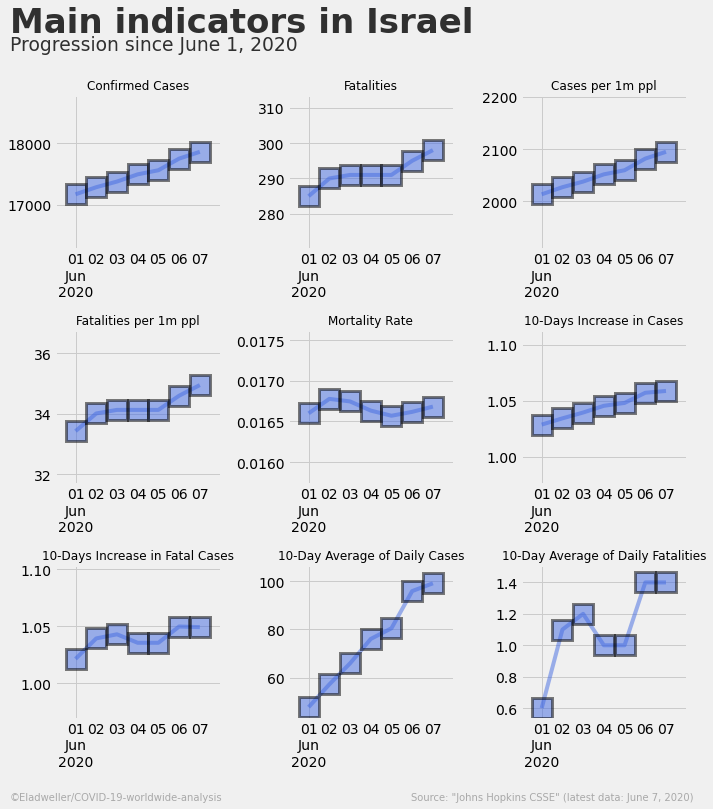 Main indicators in Israel
Progression since June 1, 2020
Confirmed Cases
18000
17000
01 02 03 04 05 06 07
Jun
2020
Fatalities
310
300
290
280
01 02 03 04 05 06 07
Jun
2020
Cases per 1m ppl
2200
2100
2000
01 02 03 04 05 06 07
Jun
2020
Fatalities per 1m ppl
36
34
32
01 02 03 04 05 06 07
Jun
2020
Mortality Rate
0.0175
0.0170
0.0165
0.0160
01 02 03 04 05 06 07
Jun
2020
10-Days Increase in Cases
1.10
1.05
1.00
01 02 03 04 05 06 07
Jun
2020
10-Days Increase in Fatal Cases
1.10
1.05
1.00
01 02 03 04 05 06 07
Jun
2020
10-Day Average of Daily Cases
100
80
60
01 02 03 04 05 06 07
Jun
2020
10-Day Average of Daily Fatalities
1.4
1.2
1.0
0.8
0.6
01 02 03 04 05 06 07
Jun
2020
©Eladweller/COVID-19-worldwide-analysis
Source: "Johns Hopkins CSSE" (latest data: June 7, 2020)